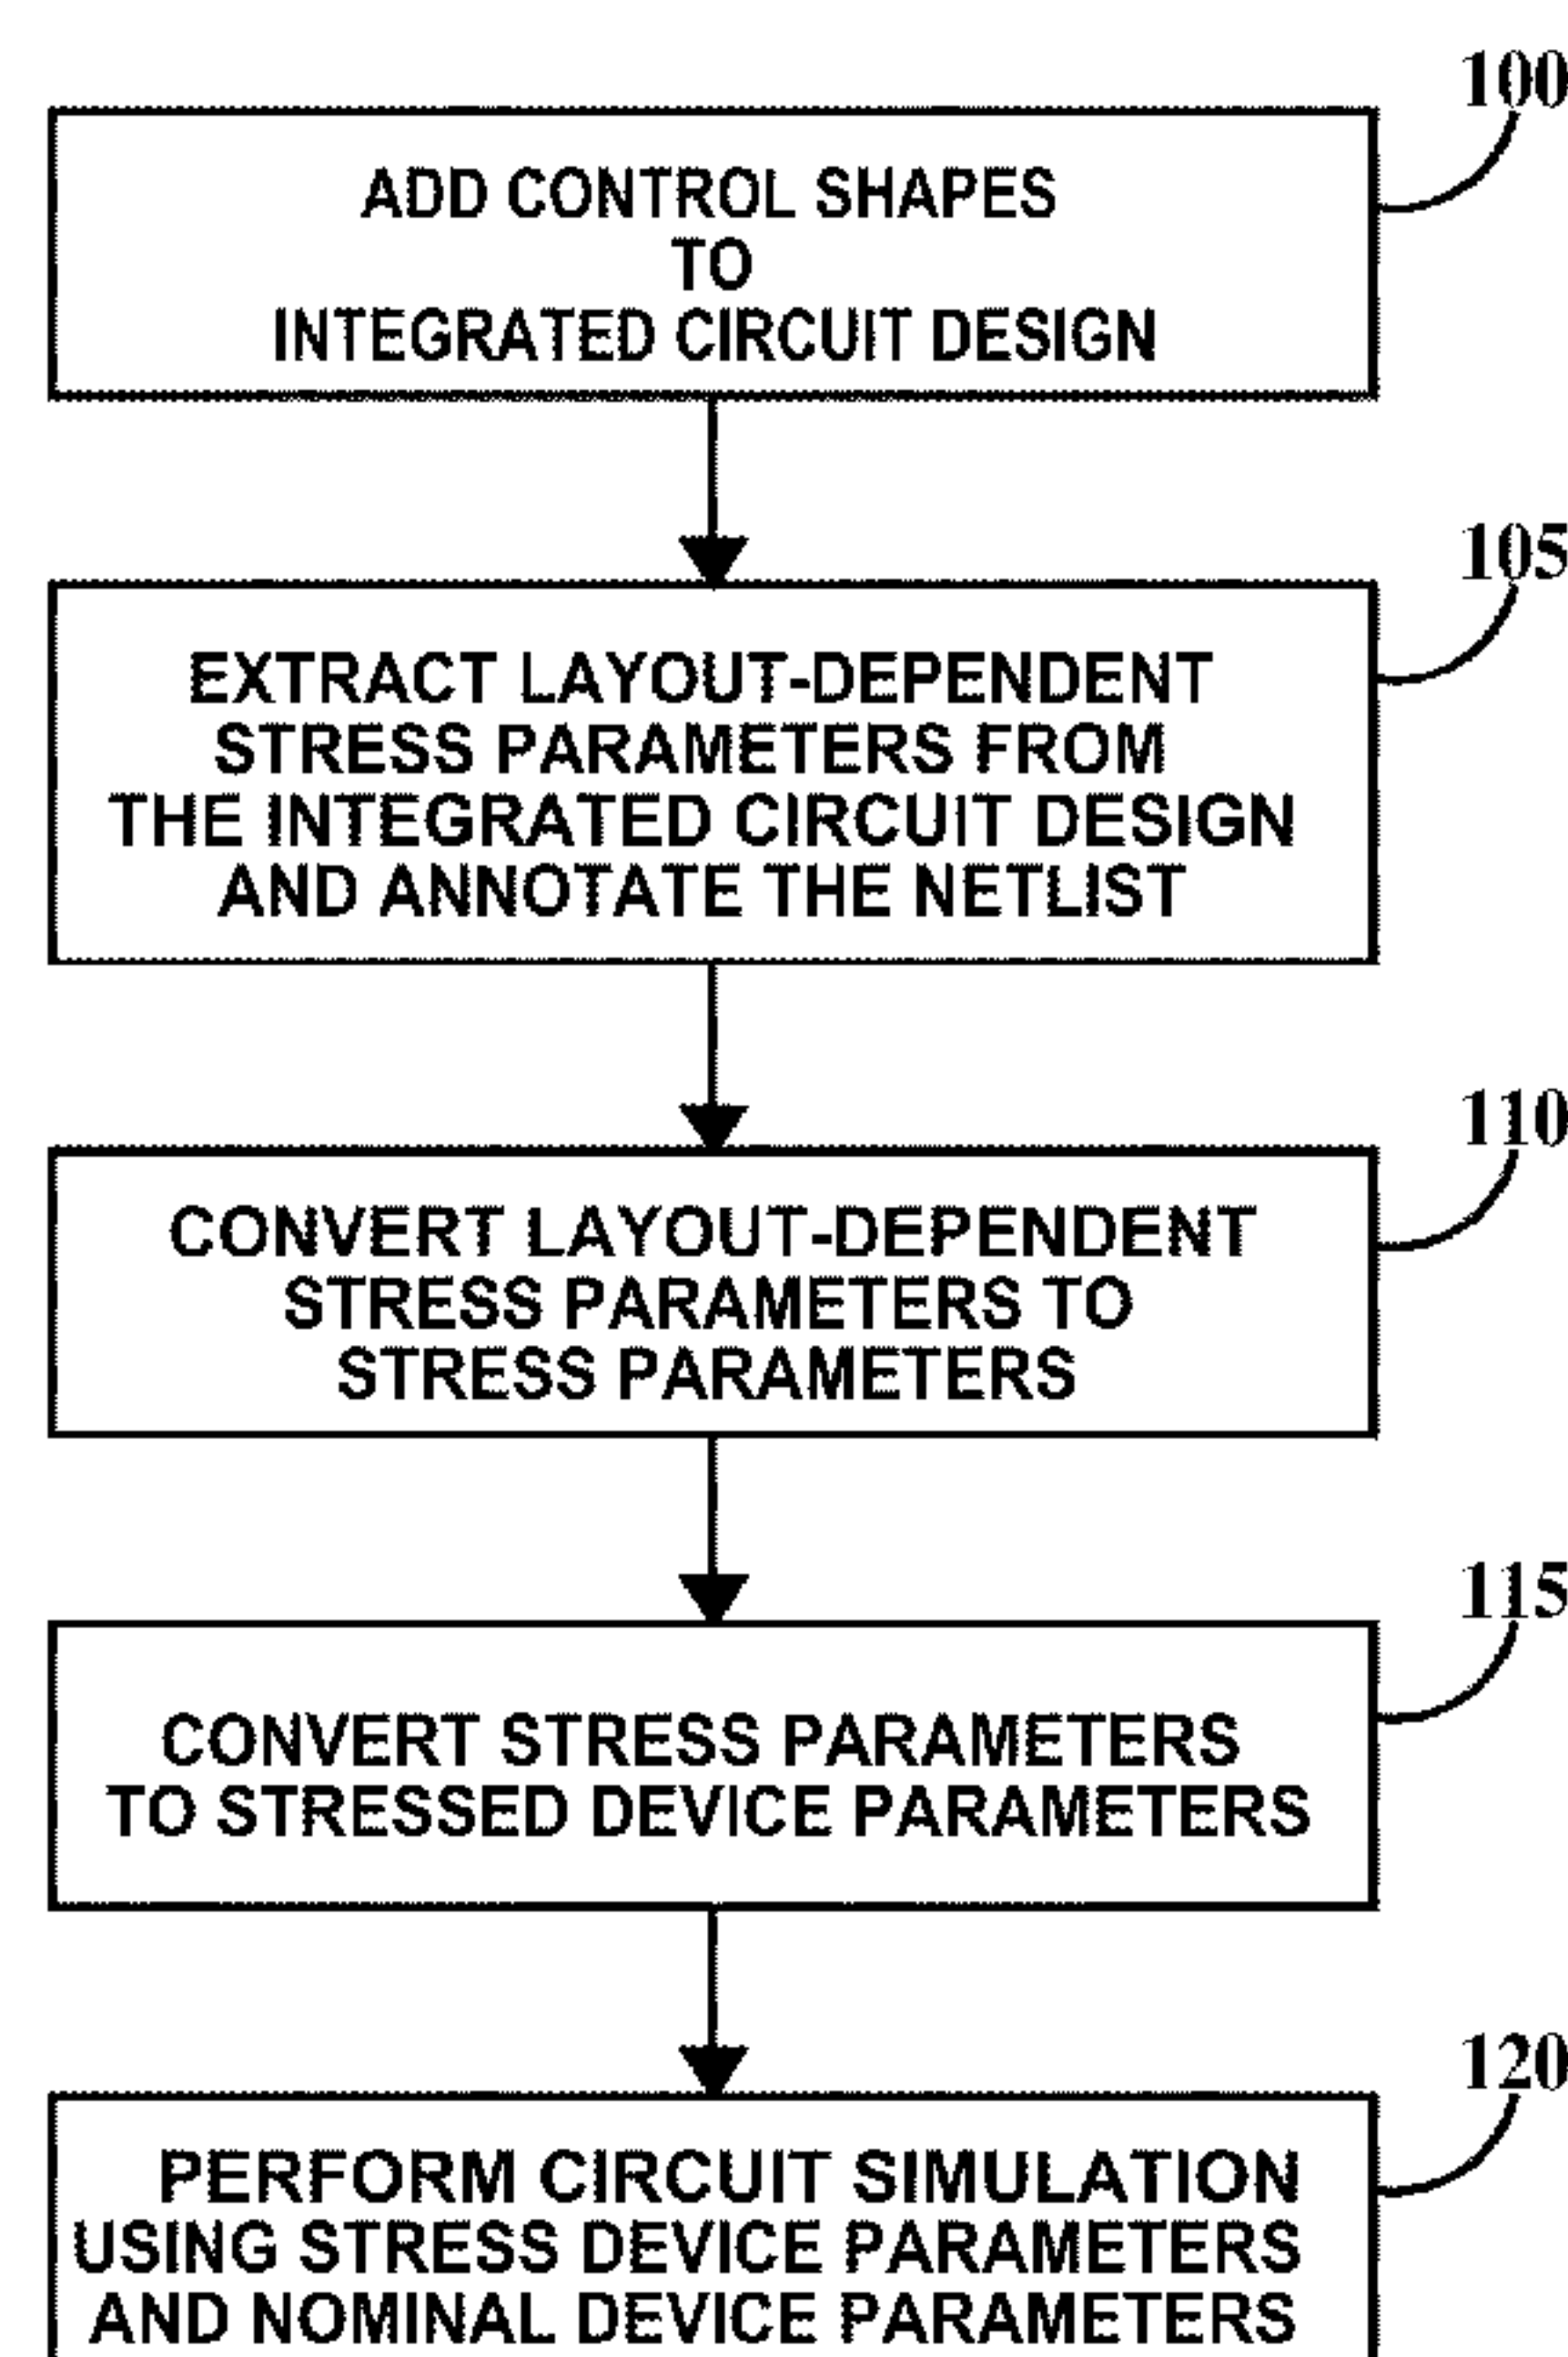 100
ADD CONTROL SHAPES
TO
INTEGRATED CIRCUIT DESIGN
105
EXTRACT LAYOUT-DEPENDENT
STRESS PARAMETERS FROM
THE INTEGRATED CIRCUIT DESIGN
AND ANNOTATE THE NETLIST
110
CONVERT LAYOUT-DEPENDENT
STRESS PARAMETERS TO
STRESS PARAMETERS
115
CONVERT STRESS PARAMETERS
TO STRESSED DEVICE PARAMETERS
120
PERFORM CIRCUIT SIMULATION
USING STRESS DEVICE PARAMETERS
AND NOMINAL DEVICE PARAMETERS